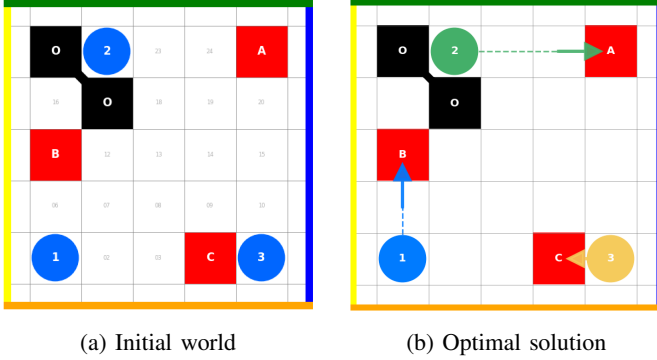 O 2 23 24 A
16 O 18 19 20
B 12 13 14 15
06 07 08 09 10
1 02 03 C 3
(a) Initial world
O 2 A
O
B
1 C 3
(b) Optimal solution